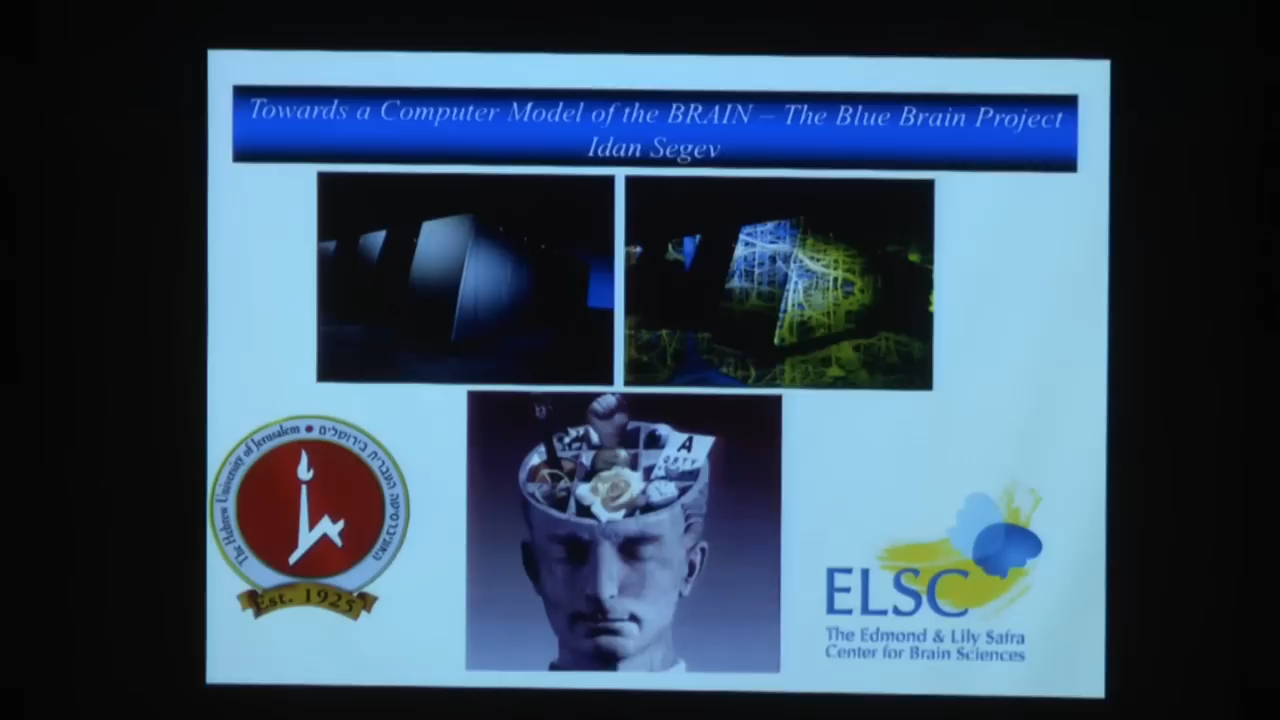 Towards a Computer Model of the BRAIN – The Blue Brain Project
Idan Segev
A
The Hebrew University of Jerusalem • האוניברסיטה העברית בירושלים
Est. 1925
ELSC
The Edmond & Lily Safra
Center for Brain Sciences